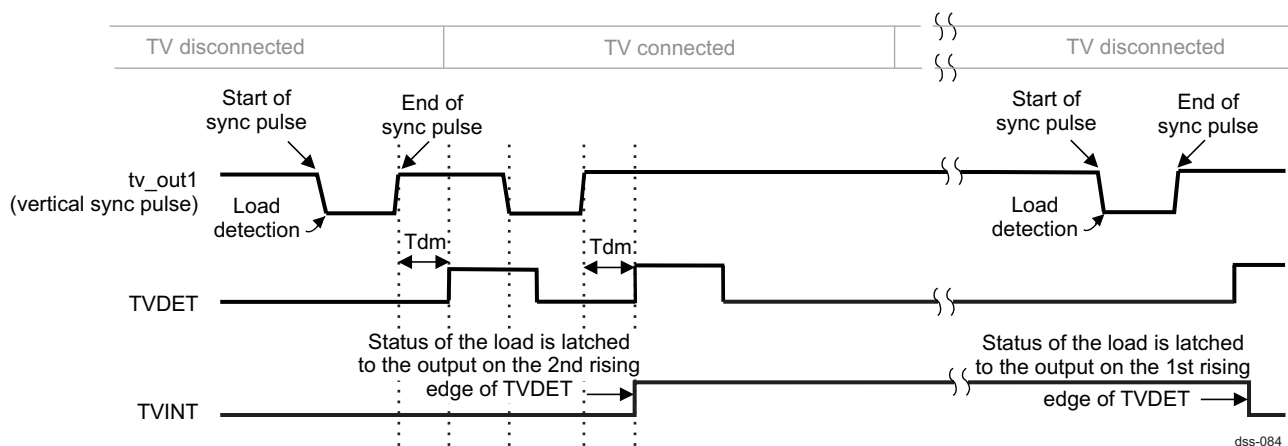 TV disconnected TV connected TV disconnected
Start of sync pulse
End of sync pulse
Start of sync pulse
End of sync pulse
tv_out1
(vertical sync pulse)
Load
detection
Load
detection
Tdm
Tdm
TVDET
Status of the load is latched
to the output on the 2nd rising
edge of TVDET
Status of the load is latched
to the output on the 1st rising
edge of TVDET
TVINT
dss-084